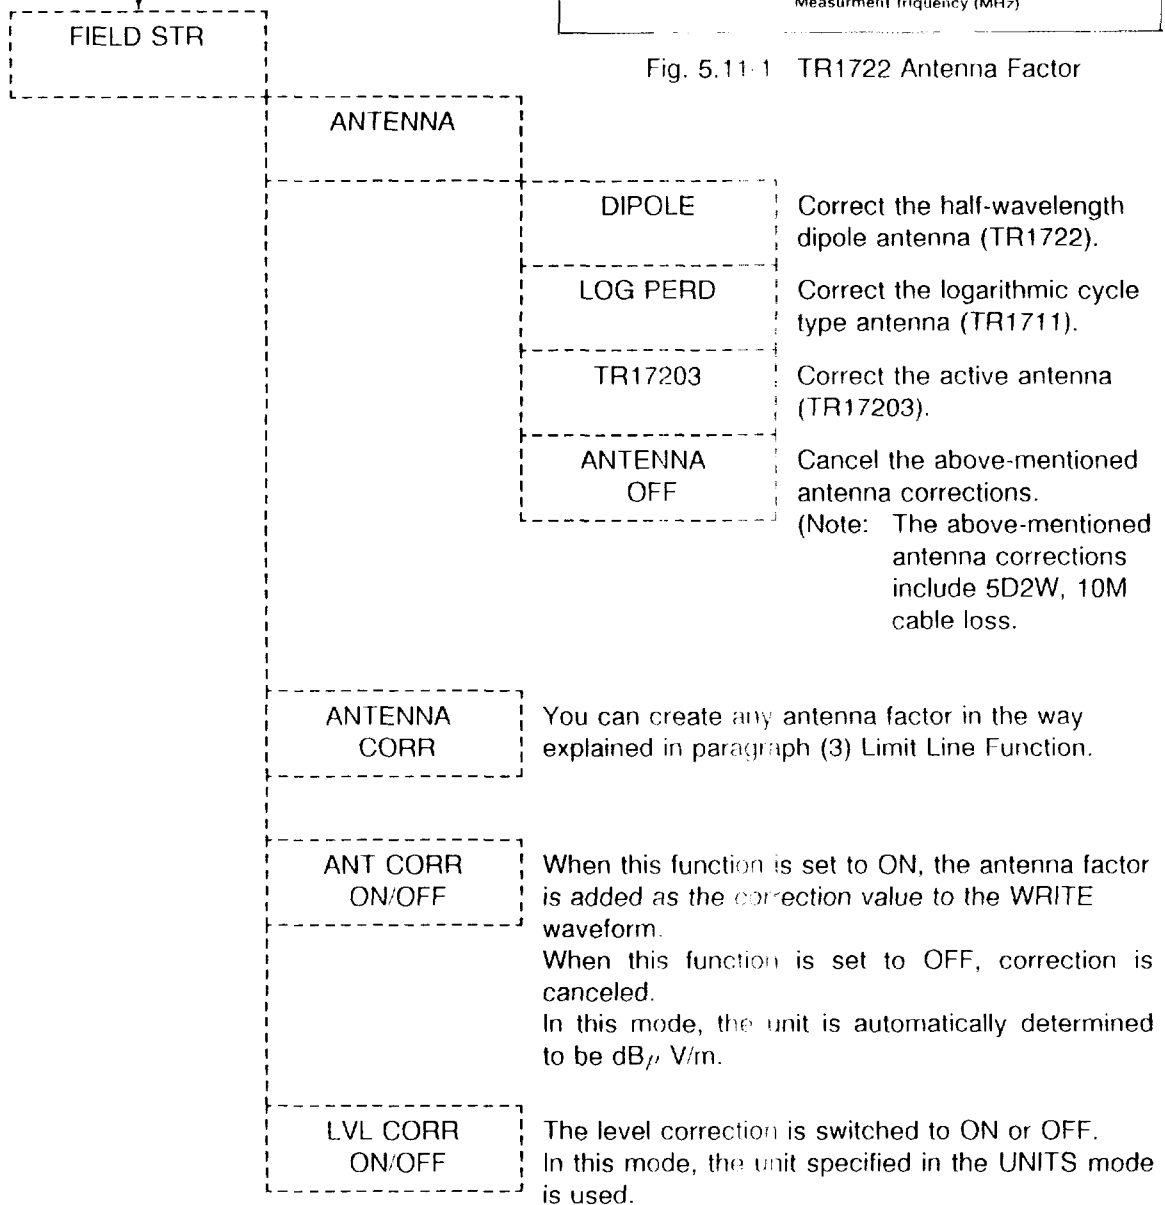 Measurment friquency (MHz)
FIELD STR
Fig. 5.11-1 TR1722 Antenna Factor
ANTENNA
DIPOLE
Correct the half-wavelength
dipole antenna (TR1722).
LOG PERD
Correct the logarithmic cycle
type antenna (TR1711).
TR17203
Correct the active antenna
(TR17203).
ANTENNA
OFF
Cancel the above-mentioned
antenna corrections.
(Note: The above-mentioned
antenna corrections
include 5D2W, 10M
cable loss.
ANTENNA
CORR
You can create any antenna factor in the way
explained in paragraph (3) Limit Line Function.
ANT CORR
ON/OFF
When this function is set to ON, the antenna factor
is added as the correction value to the WRITE
waveform.
When this function is set to OFF, correction is
canceled.
In this mode, the unit is automatically determined
to be dBμ V/m.
LVL CORR
ON/OFF
The level correction is switched to ON or OFF.
In this mode, the unit specified in the UNITS mode
is used.